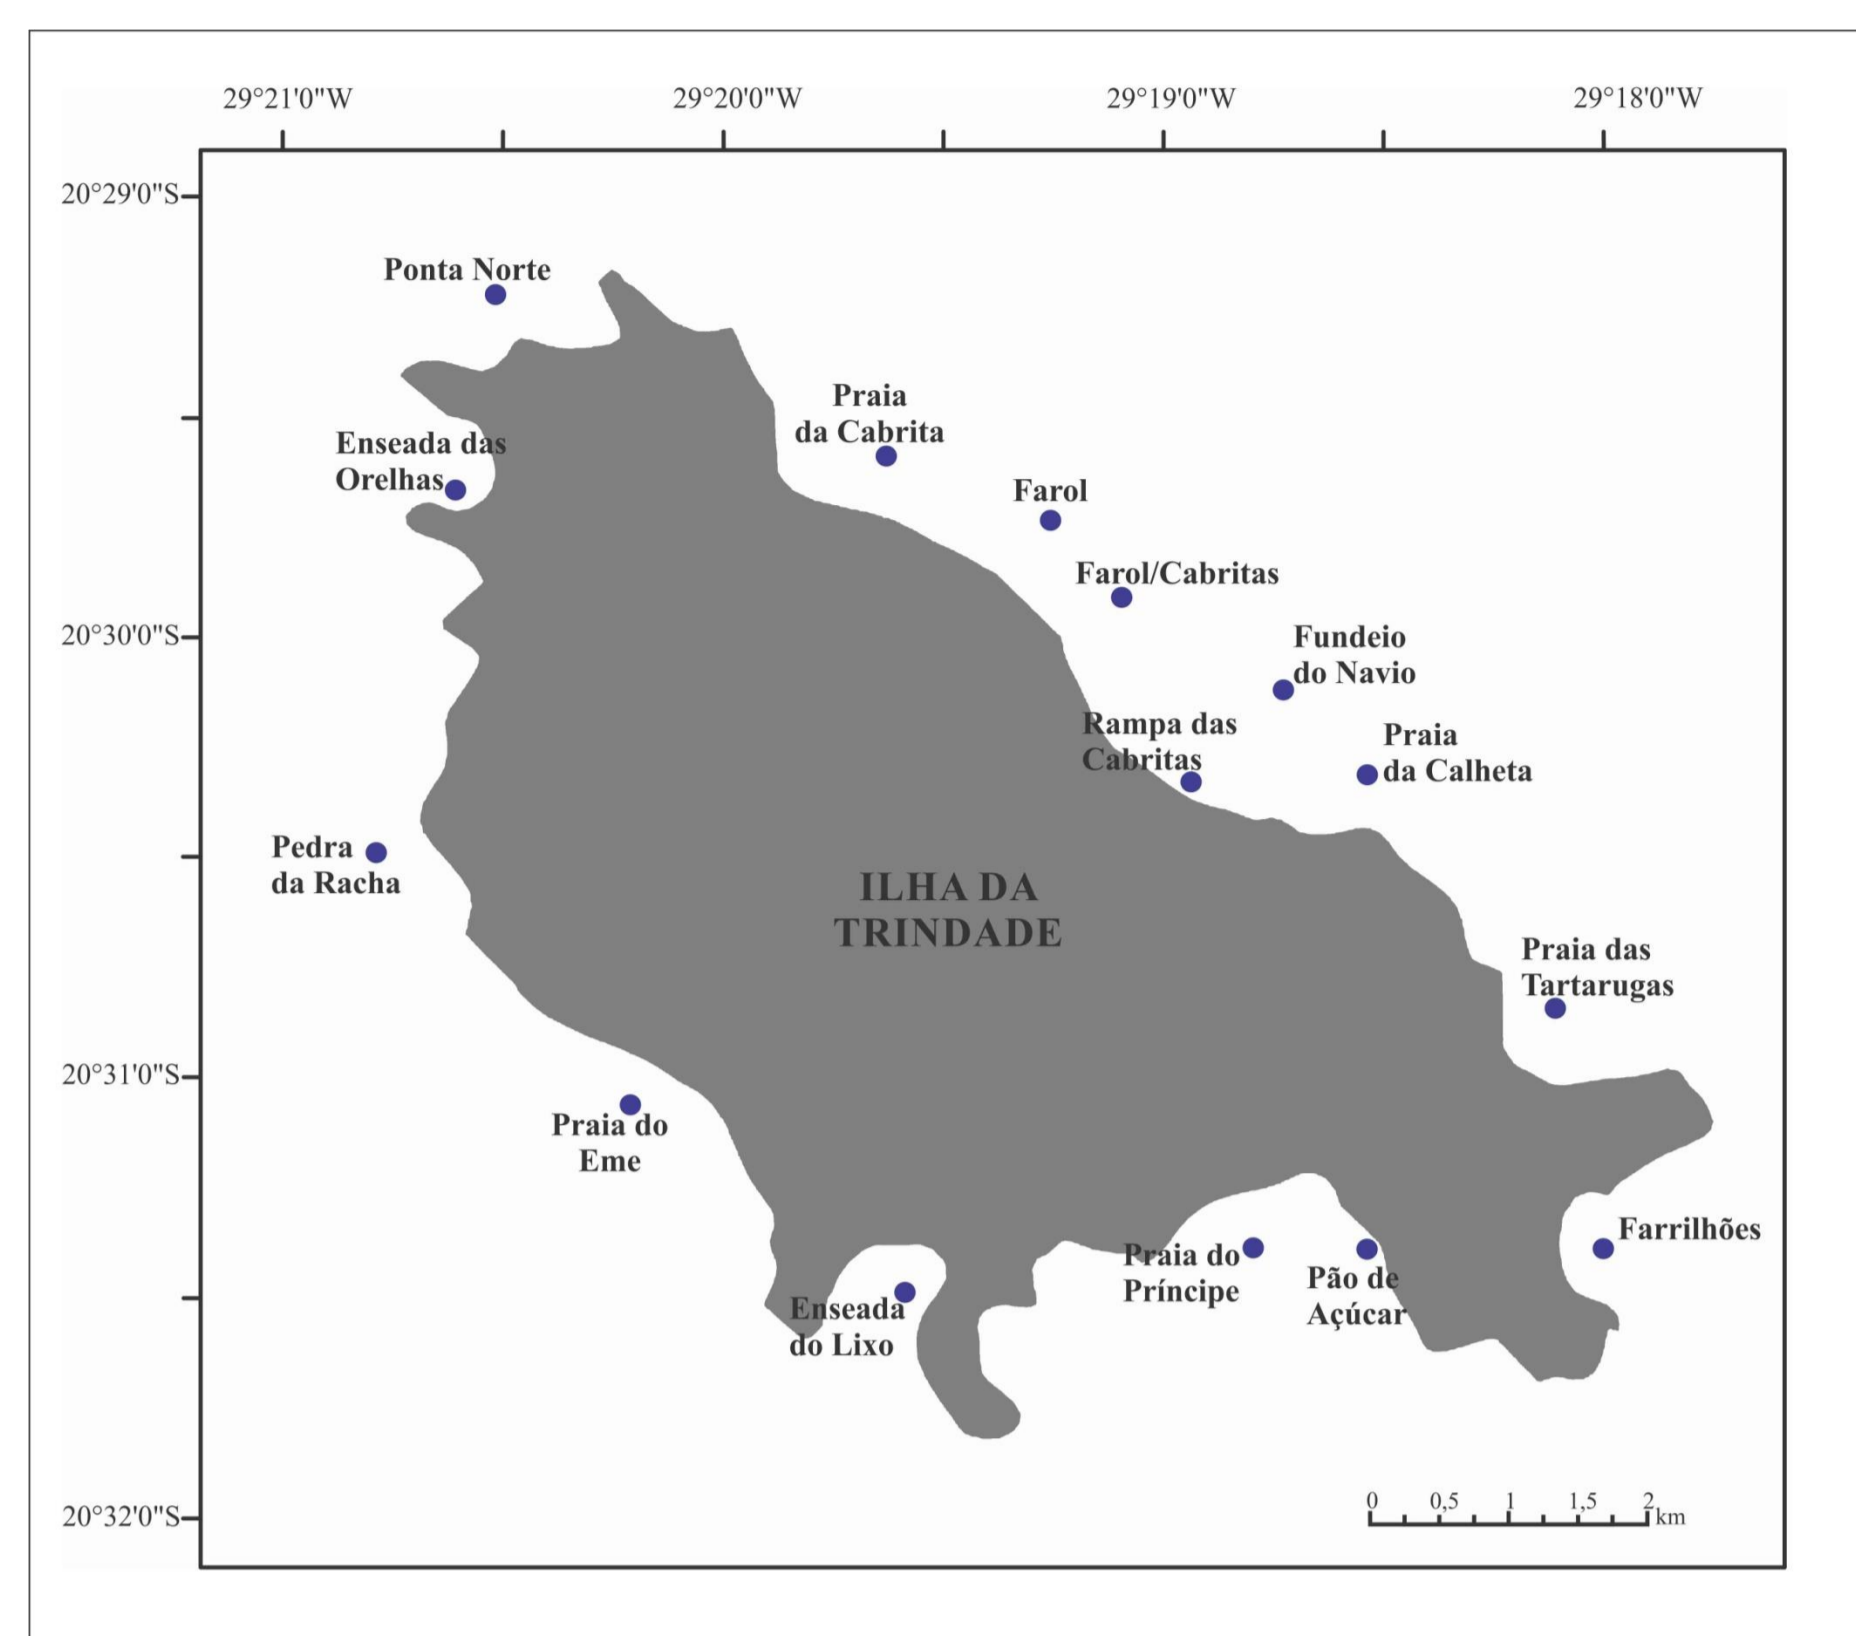 29°21'0"W
29°20'0"W
29°19'0"W
29°18'0"W
20°29'0"S
Ponta Norte
Praia
da Cabrita
Enseada das
Orelhas
Farol
Farol/Cabritas
20°30'0"S
Fundeio
do Navio
Rampa das
Cabritas
Praia
da Calheta
Pedra
da Racha
ILHA DA
TRINDADE
Praia das
Tartarugas
20°31'0"S
Praia do
Eme
Farrilhões
Praia do
Príncipe
Pão de
Açúcar
Enseada
do Lixo
0 0,5 1 1,5 2
km
20°32'0"S